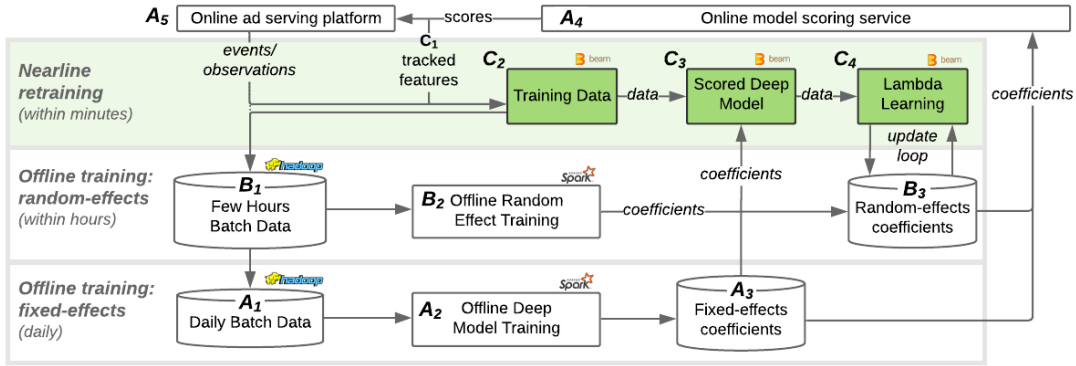 A5 Online ad serving platform
scores
A4 Online model scoring service
events/
observations
C1
tracked
features
Nearline
retraining
(within minutes)
C2
beam
Training Data
data
C3
beam
Scored Deep
Model
data
C4
beam
Lambda
Learning
coefficients
update
loop
Offline training:
random-effects
(within hours)
hadoop
B1
Few Hours
Batch Data
Spark
B2 Offline Random
Effect Training
coefficients
coefficients
B3
Random-effects
coefficients
Offline training:
fixed-effects
(daily)
hadoop
A1
Daily Batch Data
Spark
A2 Offline Deep
Model Training
A3
Fixed-effects
coefficients